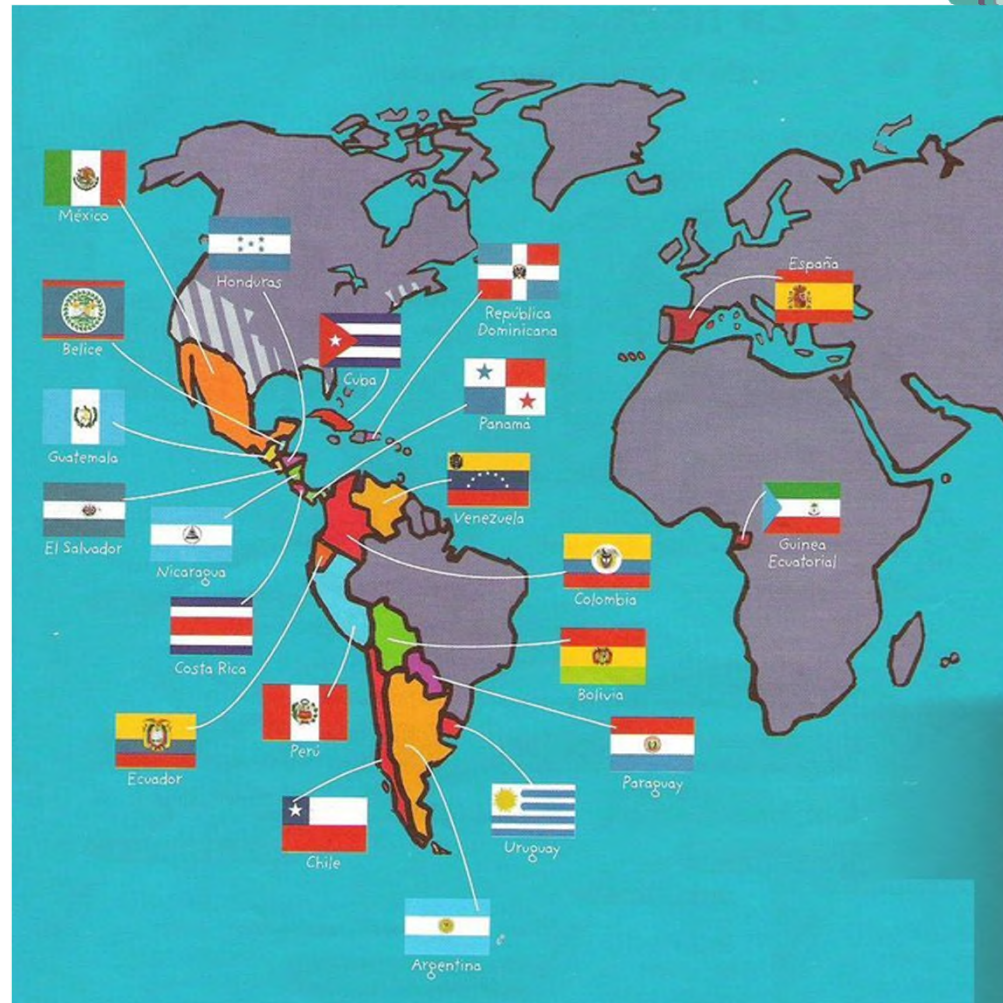 México
Honduras
España
República
Dominicana
Belice
Cuba
Panamá
Guatemala
Venezuela
El Salvador
Nicaragua
Guinea
Ecuatorial
Colombia
Costa Rica
Bolivia
Perú
Ecuador
Paraguay
Uruguay
Chile
Argentina